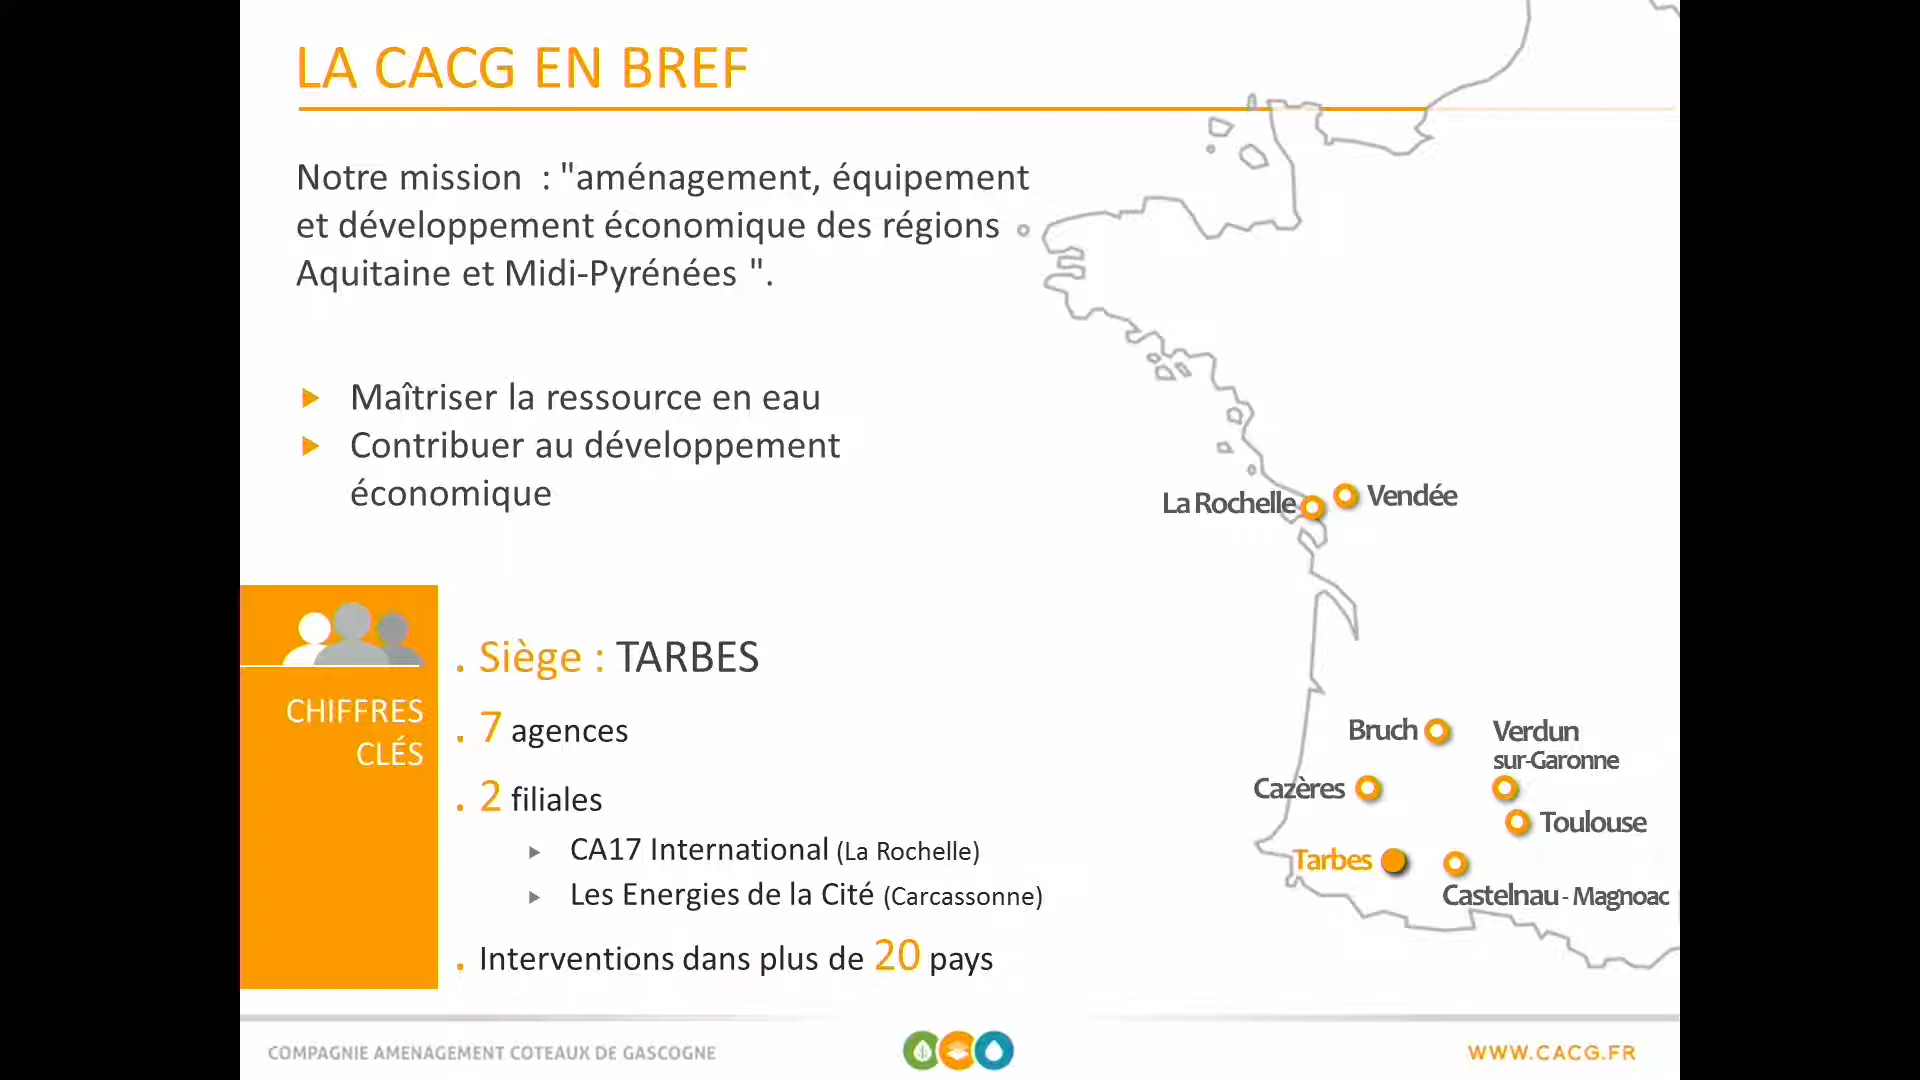 LA CACG EN BREF
Notre mission  : "aménagement, équipement
et développement économique des régions
Aquitaine et Midi-Pyrénées ".
Maîtriser la ressource en eau
Contribuer au développement
économique
La Rochelle
Vendée
CHIFFRES
CLÉS
. Siège : TARBES
. 7 agences
. 2 filiales
CA17 International (La Rochelle)
Les Energies de la Cité (Carcassonne)
. Interventions dans plus de 20 pays
Bruch
Verdun
sur-Garonne
Cazères
Toulouse
Tarbes
Castelnau - Magnoac
COMPAGNIE AMENAGEMENT COTEAUX DE GASCOGNE
WWW.CACG.FR